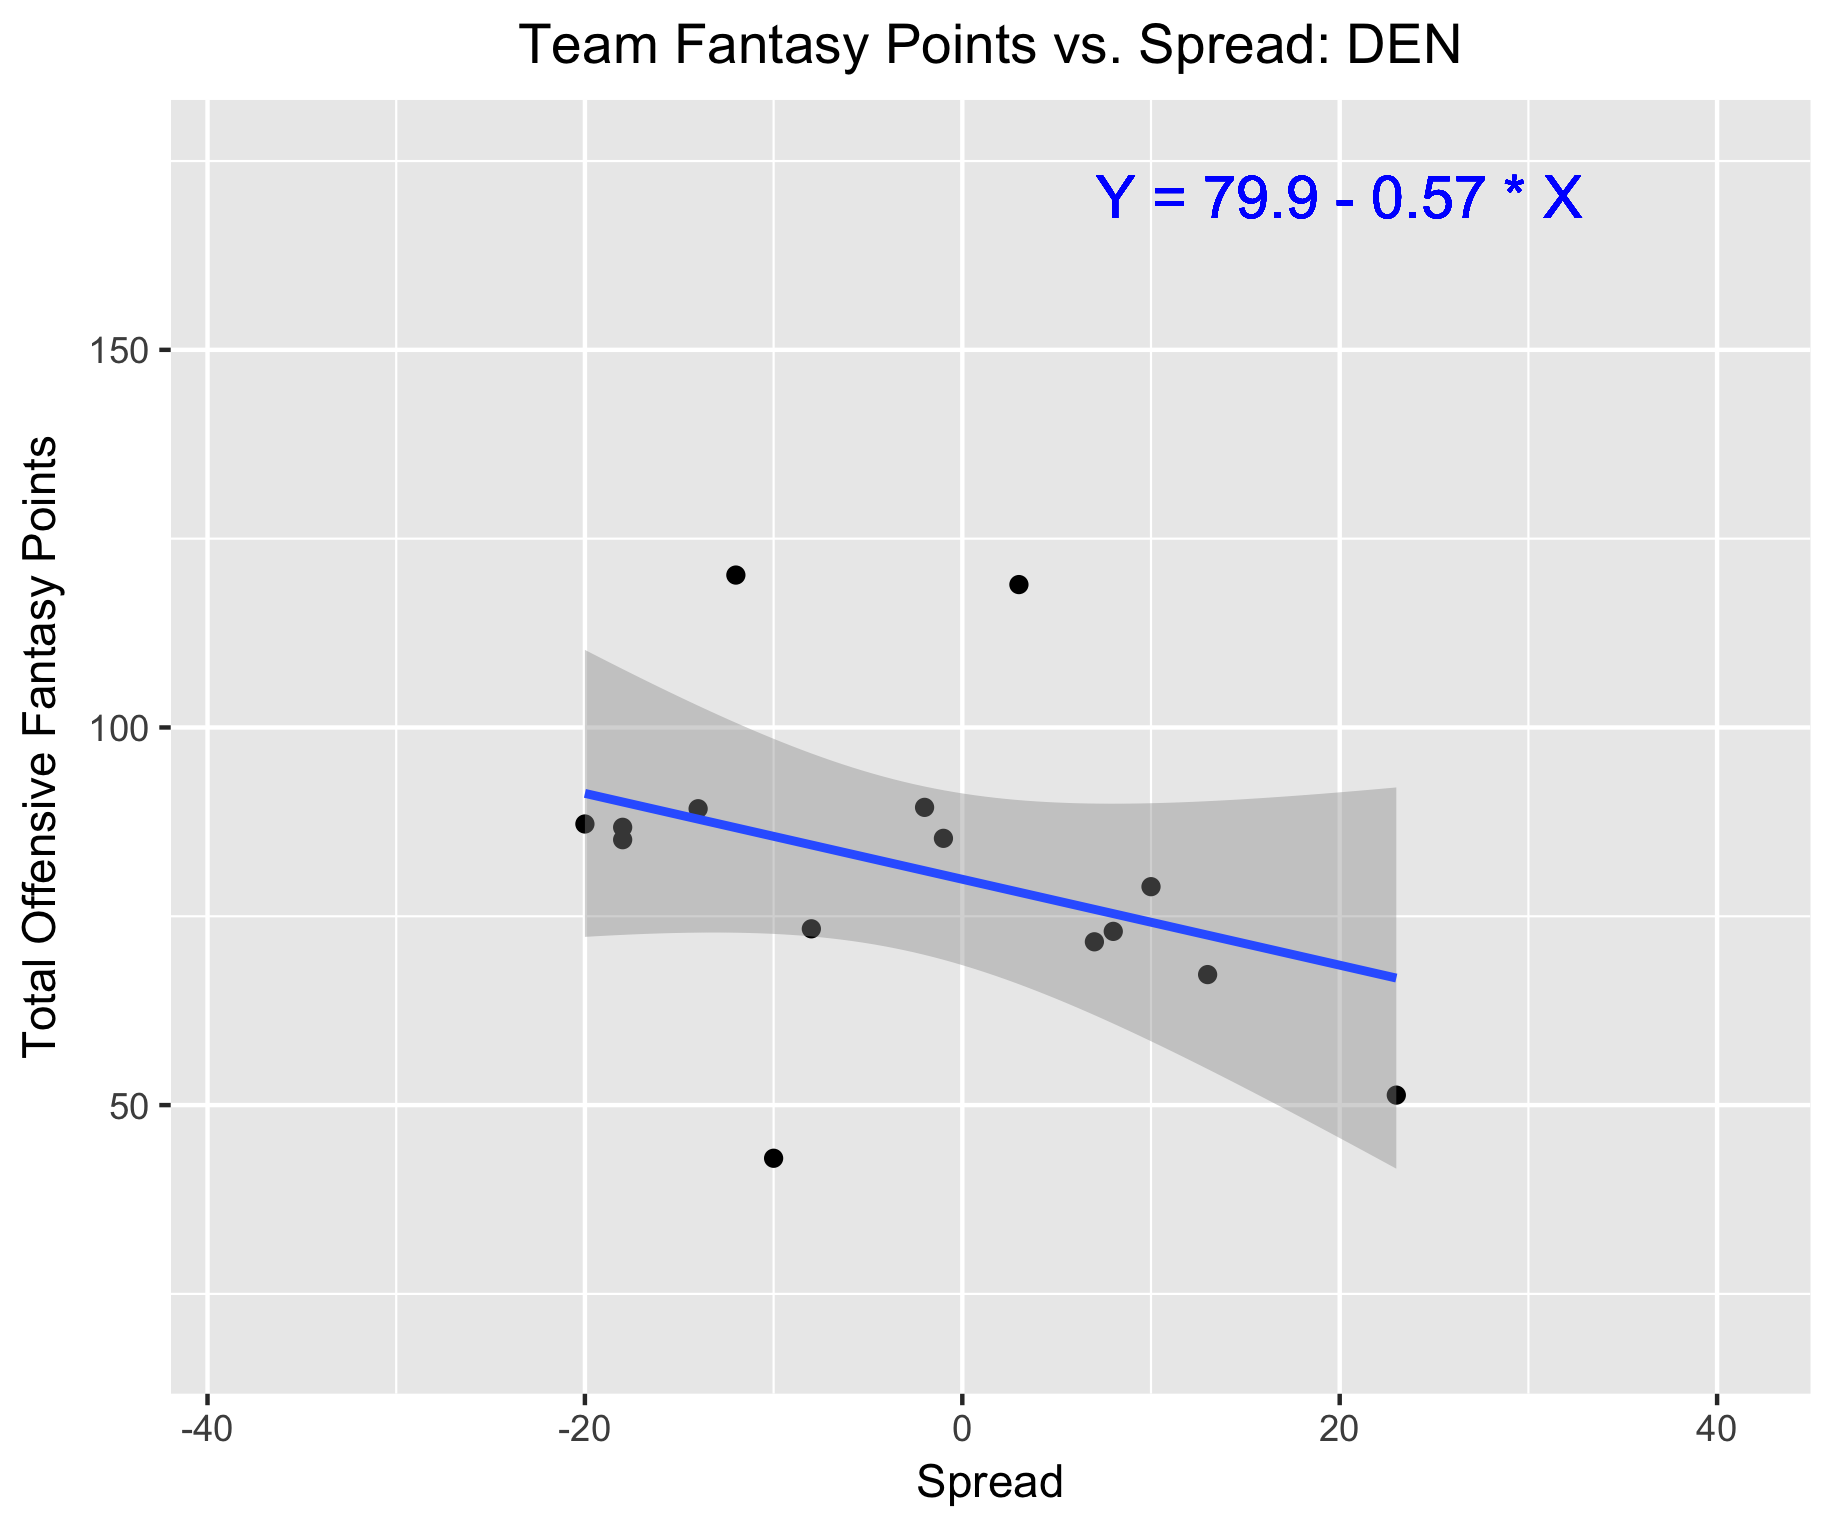 Team Fantasy Points vs. Spread: DEN
Y = 79.9 - 0.57 * X
Total Offensive Fantasy Points
150
100
50
-40
-20
0
20
40
Spread